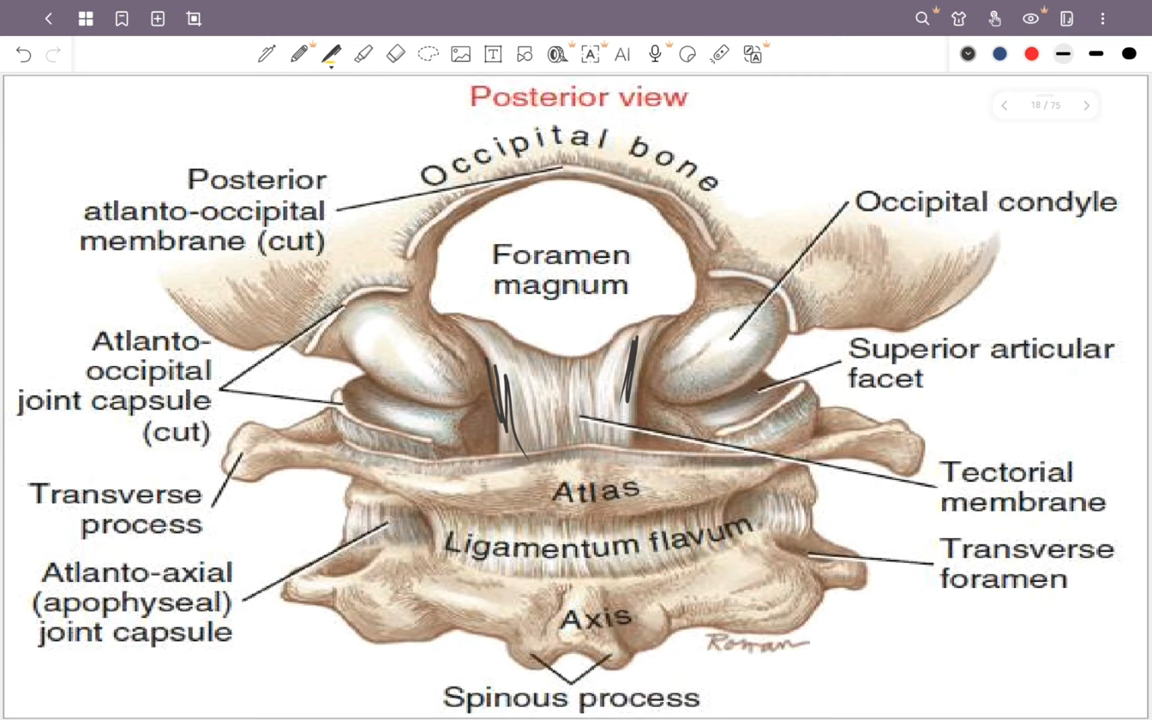 18 / 75
Posterior view
Occipital bone
Posterior
atlanto-occipital
membrane (cut)
Foramen
magnum
Occipital condyle
Atlanto-
occipital
joint capsule
(cut)
Superior articular
facet
Transverse
process
Atlas
Tectorial
membrane
Ligamentum flavum
Transverse
foramen
Atlanto-axial
(apophyseal)
joint capsule
Axis
Spinous process